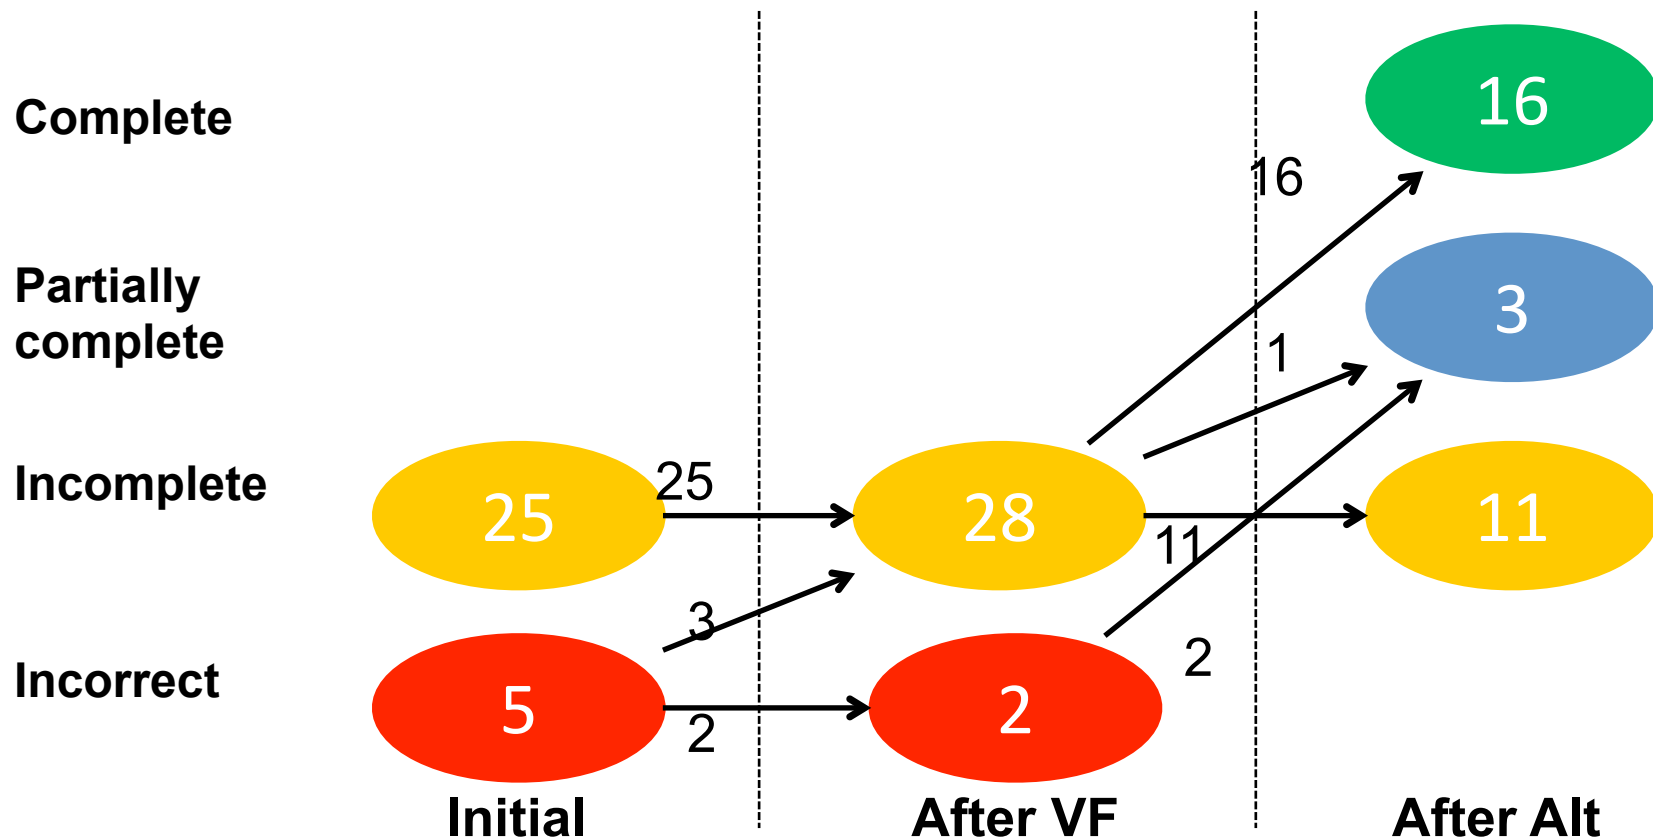 Complete
16
16
Partially
complete
3
1
Incomplete
25
25
28
11
11
3
Incorrect
5
2
2
2
Initial
After VF
After Alt